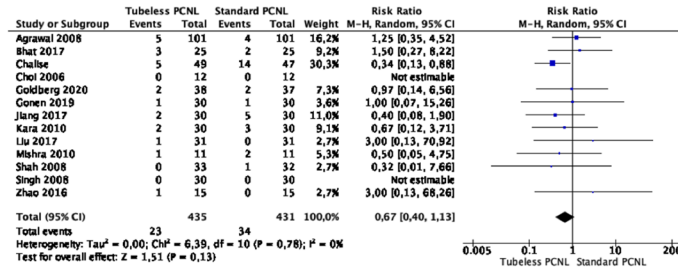 Tubeless PCNL Standard PCNL Risk Ratio Risk Ratio
Study or Subgroup Events Total Events Total Weight M-H, Random, 95% CI M-H, Random, 95% CI
Agrawal 2008 5 101 4 101 16,2% 1,25 [0,35, 4,52]
Bhat 2017 3 25 2 25 8,2% 1,50 [0,27, 8,22]
Chalise 5 49 14 47 30,3% 0,34 [0,13, 0,88]
Choi 2006 0 12 0 12 Not estimable
Goldberg 2020 2 38 2 37 7,3% 0,97 [0,14, 6,56]
Gonen 2019 1 30 1 30 3,6% 1,00 [0,07, 15,26]
Jiang 2017 2 30 5 30 11,0% 0,40 [0,08, 1,90]
Kara 2010 2 30 3 30 9,1% 0,67 [0,12, 3,71]
Liu 2017 1 31 0 31 2,7% 3,00 [0,13, 70,92]
Mishra 2010 1 11 2 11 5,3% 0,50 [0,05, 4,75]
Shah 2008 0 33 1 32 2,7% 0,32 [0,01, 7,66]
Singh 2008 0 30 0 30 Not estimable
Zhao 2016 1 15 0 15 2,7% 3,00 [0,13, 68,26]
Total (95% CI) 435 431 100,0% 0,67 [0,40, 1,13]
Total events 23 34
Heterogeneity: Tau² = 0,00; Chi² = 6,39, df = 10 (P = 0,78); I² = 0%
Test for overall effect: Z = 1,51 (P = 0,13)
0.005 0.1 1 10 200
Tubeless PCNL Standard PCNL